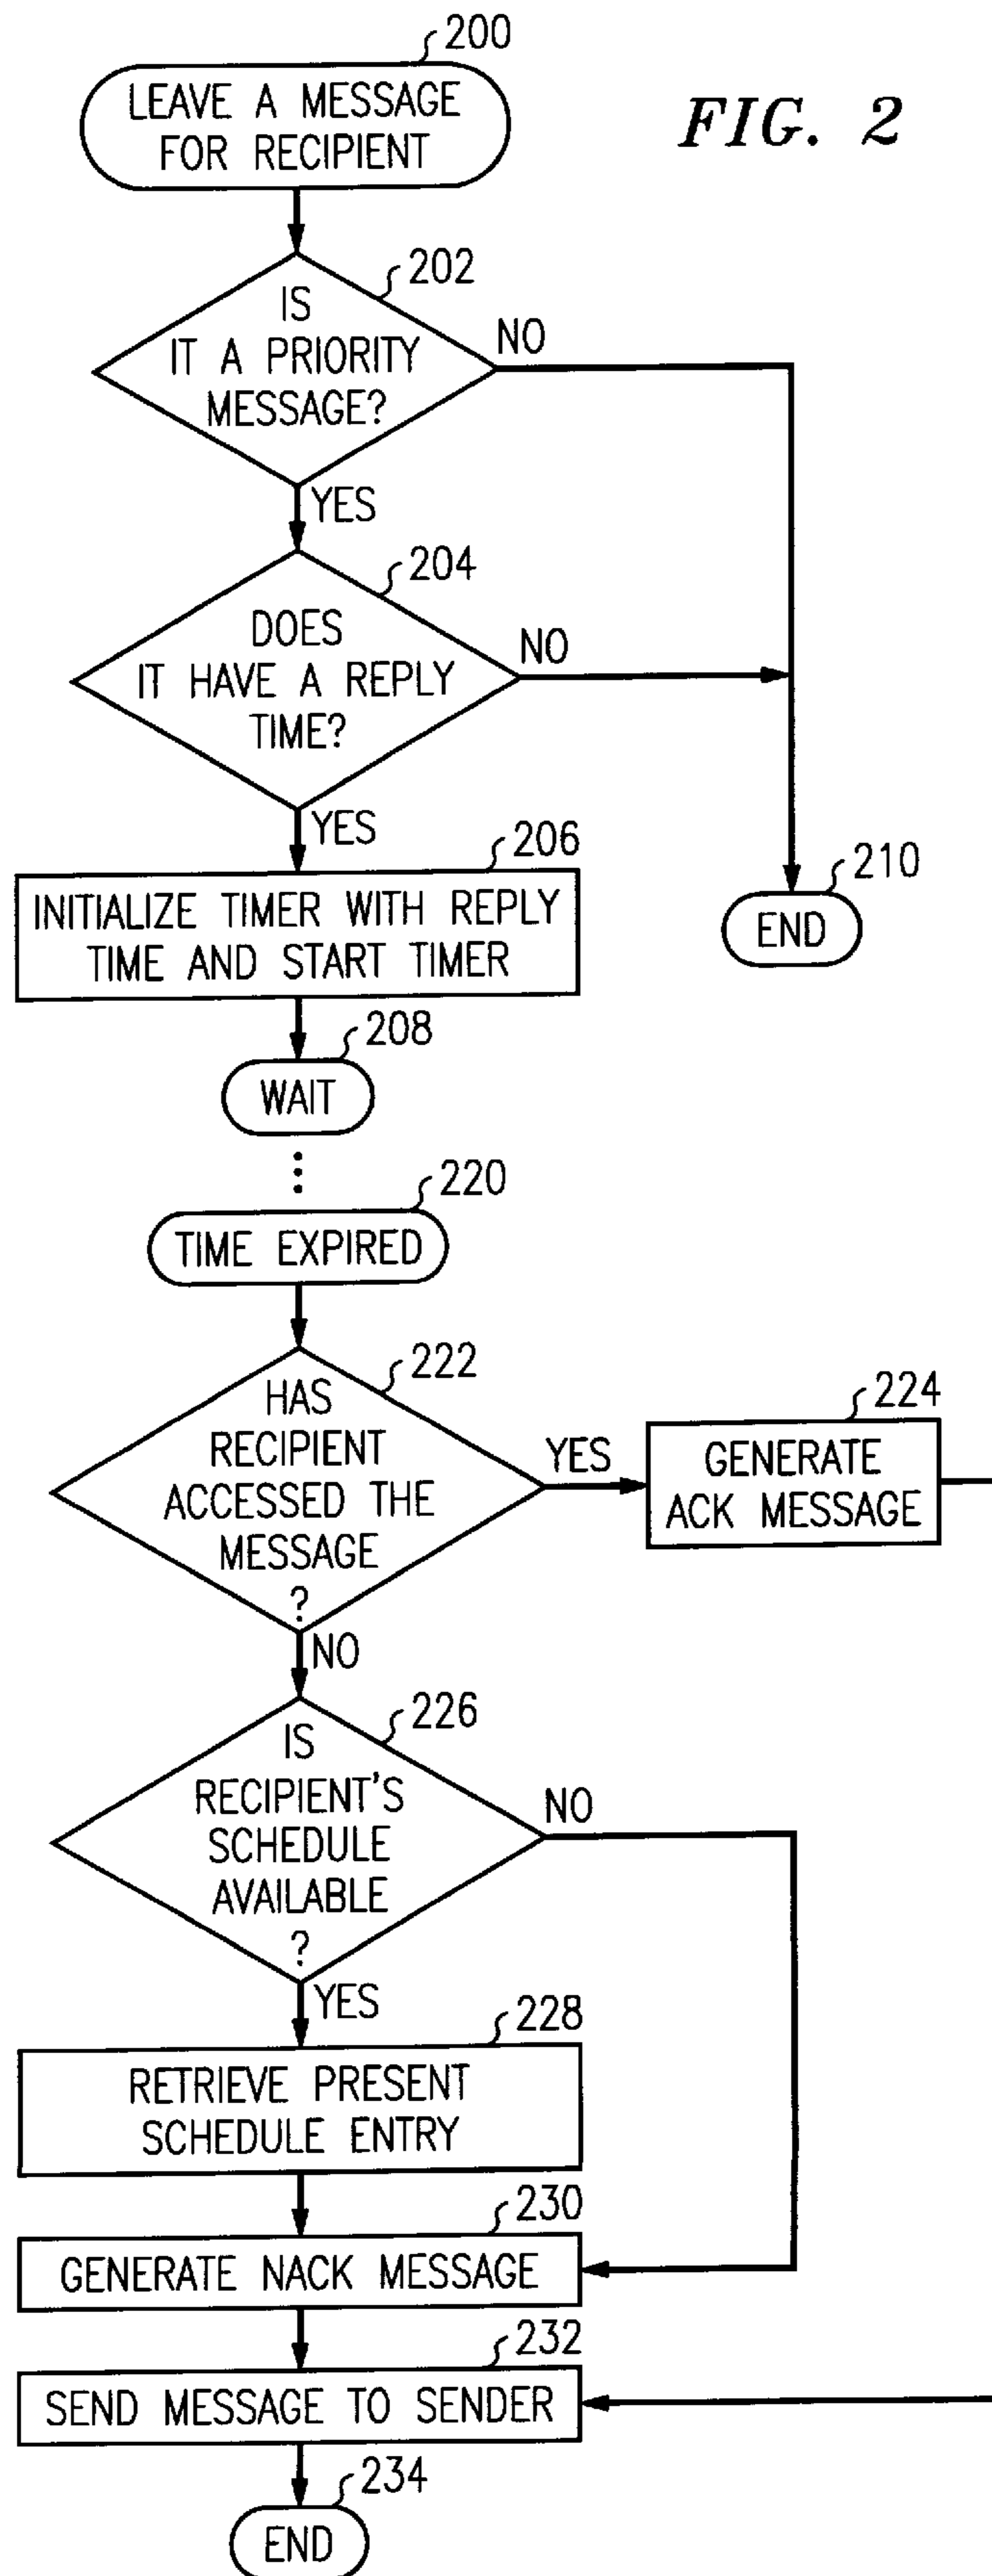 200
LEAVE A MESSAGE
FOR RECIPIENT
FIG. 2
202
IS
IT A PRIORITY
MESSAGE?
NO
YES
204
DOES
IT HAVE A REPLY
TIME?
NO
YES
206
INITIALIZE TIMER WITH REPLY
TIME AND START TIMER
210
END
208
WAIT
220
TIME EXPIRED
222
HAS
RECIPIENT
ACCESSED THE
MESSAGE
?
YES
224
GENERATE
ACK MESSAGE
NO
226
IS
RECIPIENT'S
SCHEDULE
AVAILABLE
?
NO
YES
228
RETRIEVE PRESENT
SCHEDULE ENTRY
230
GENERATE NACK MESSAGE
232
SEND MESSAGE TO SENDER
234
END